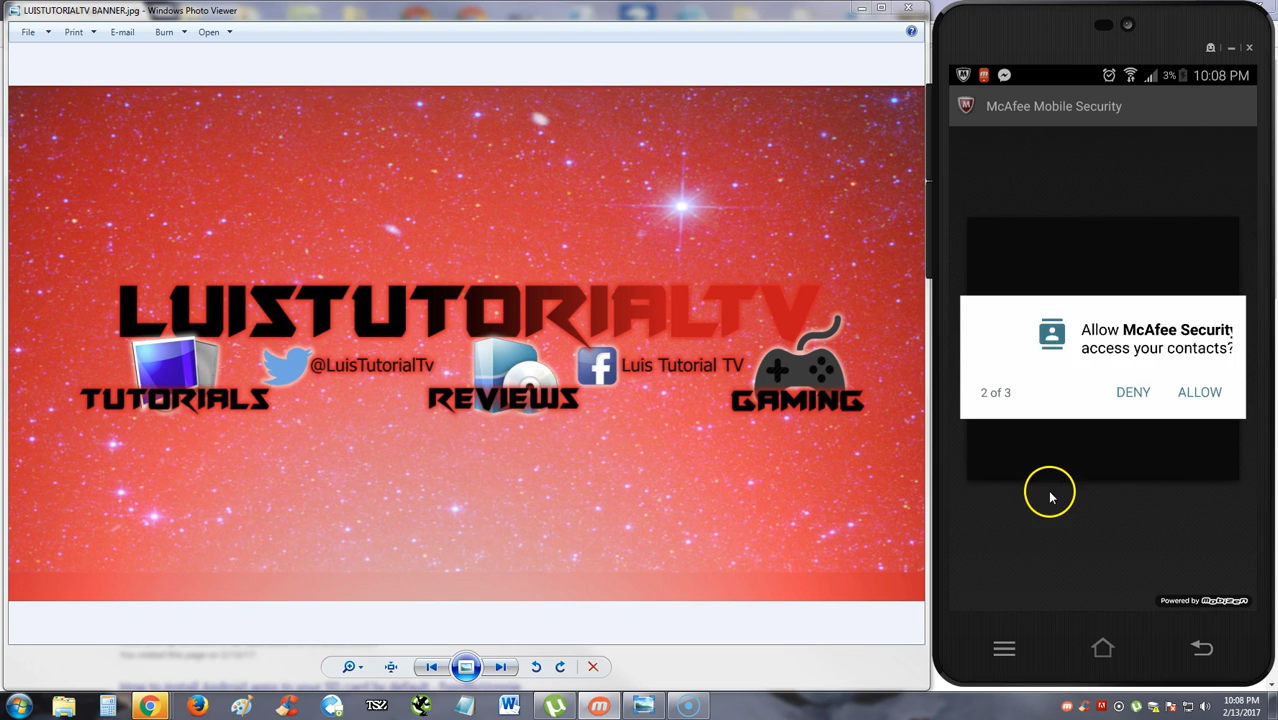 LUISTUTORIALTV BANNER.jpg - Windows Photo Viewer
File Print E-mail Burn Open
LUISTUTORIALTV
@LuisTutorialTv Luis Tutorial TV
TUTORIALS REVIEWS GAMING
3% 10:08 PM
McAfee Mobile Security
Allow McAfee Security
access your contacts?
2 of 3 DENY ALLOW
Powered by mobizen
10:08 PM
2/13/2017